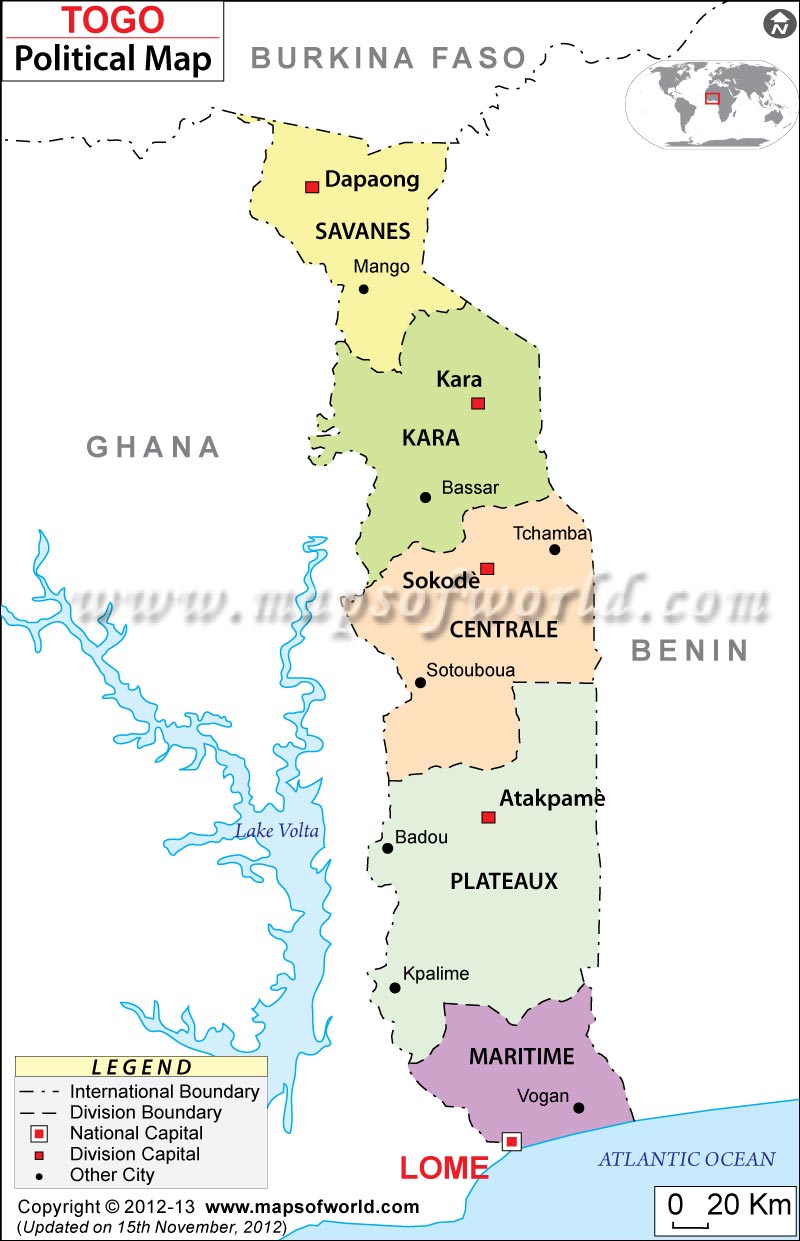 TOGO
Political Map
BURKINA FASO
N
Dapaong
SAVANES
Mango
Kara
KARA
GHANA
Bassar
Tchamba
Sokodè
www.mapsofworld.com
CENTRALE
BENIN
Sotouboua
Atakpamè
Lake Volta
Badou
PLATEAUX
Kpalime
MARITIME
Vogan
LOME
ATLANTIC OCEAN
LEGEND
International Boundary
Division Boundary
National Capital
Division Capital
Other City
0 20 Km
Copyright © 2012-13 www.mapsofworld.com
(Updated on 15th November, 2012)